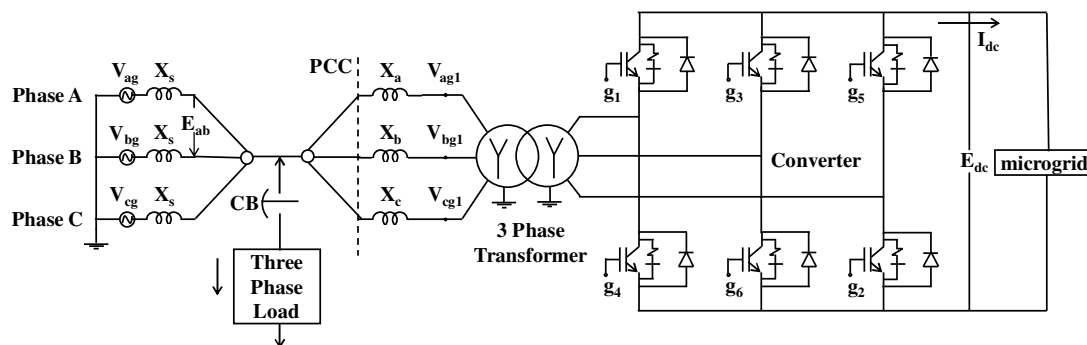 Phase A
Phase B
Phase C
V_ag
X_s
V_bg
X_s
V_cg
X_s
E_ab
CB
Three
Phase
Load
PCC
X_a
V_ag1
X_b
V_bg1
X_c
V_cg1
3 Phase
Transformer
g_1
g_3
g_5
g_4
g_6
g_2
Converter
I_dc
E_dc
microgrid